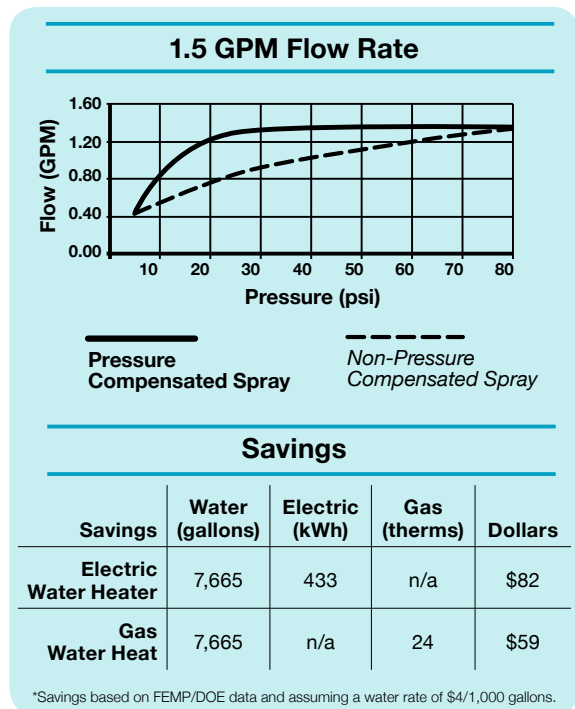 1.5 GPM Flow Rate
Flow (GPM)
1.60
1.20
0.80
0.40
0.00
10 20 30 40 50 60 70 80
Pressure (psi)
Pressure
Compensated Spray
Non-Pressure
Compensated Spray
Savings
Savings Water (gallons) Electric (kWh) Gas (therms) Dollars
Electric Water Heater 7,665 433 n/a $82
Gas Water Heat 7,665 n/a 24 $59
*Savings based on FEMP/DOE data and assuming a water rate of $4/1,000 gallons.